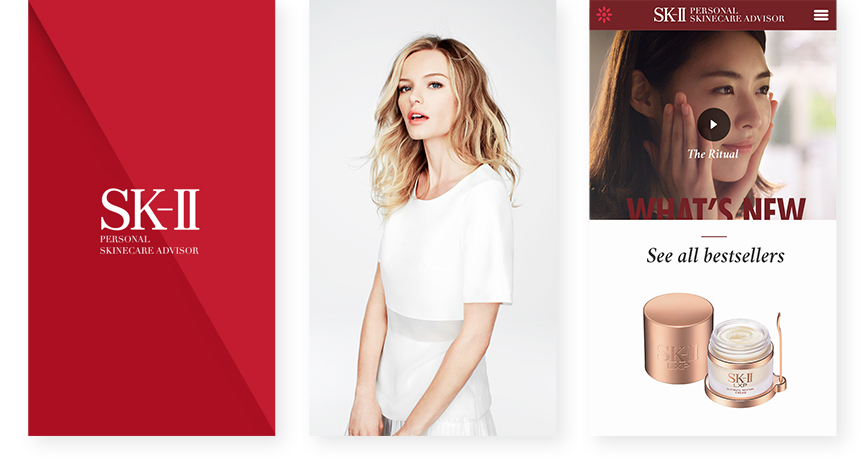 SK-II
PERSONAL
SKINECARE ADVISOR
SK-II PERSONAL
SKINECARE ADVISOR
The Ritual
WHAT'S NEW
See all bestsellers
SK-II
LXP
SK-II
LXP